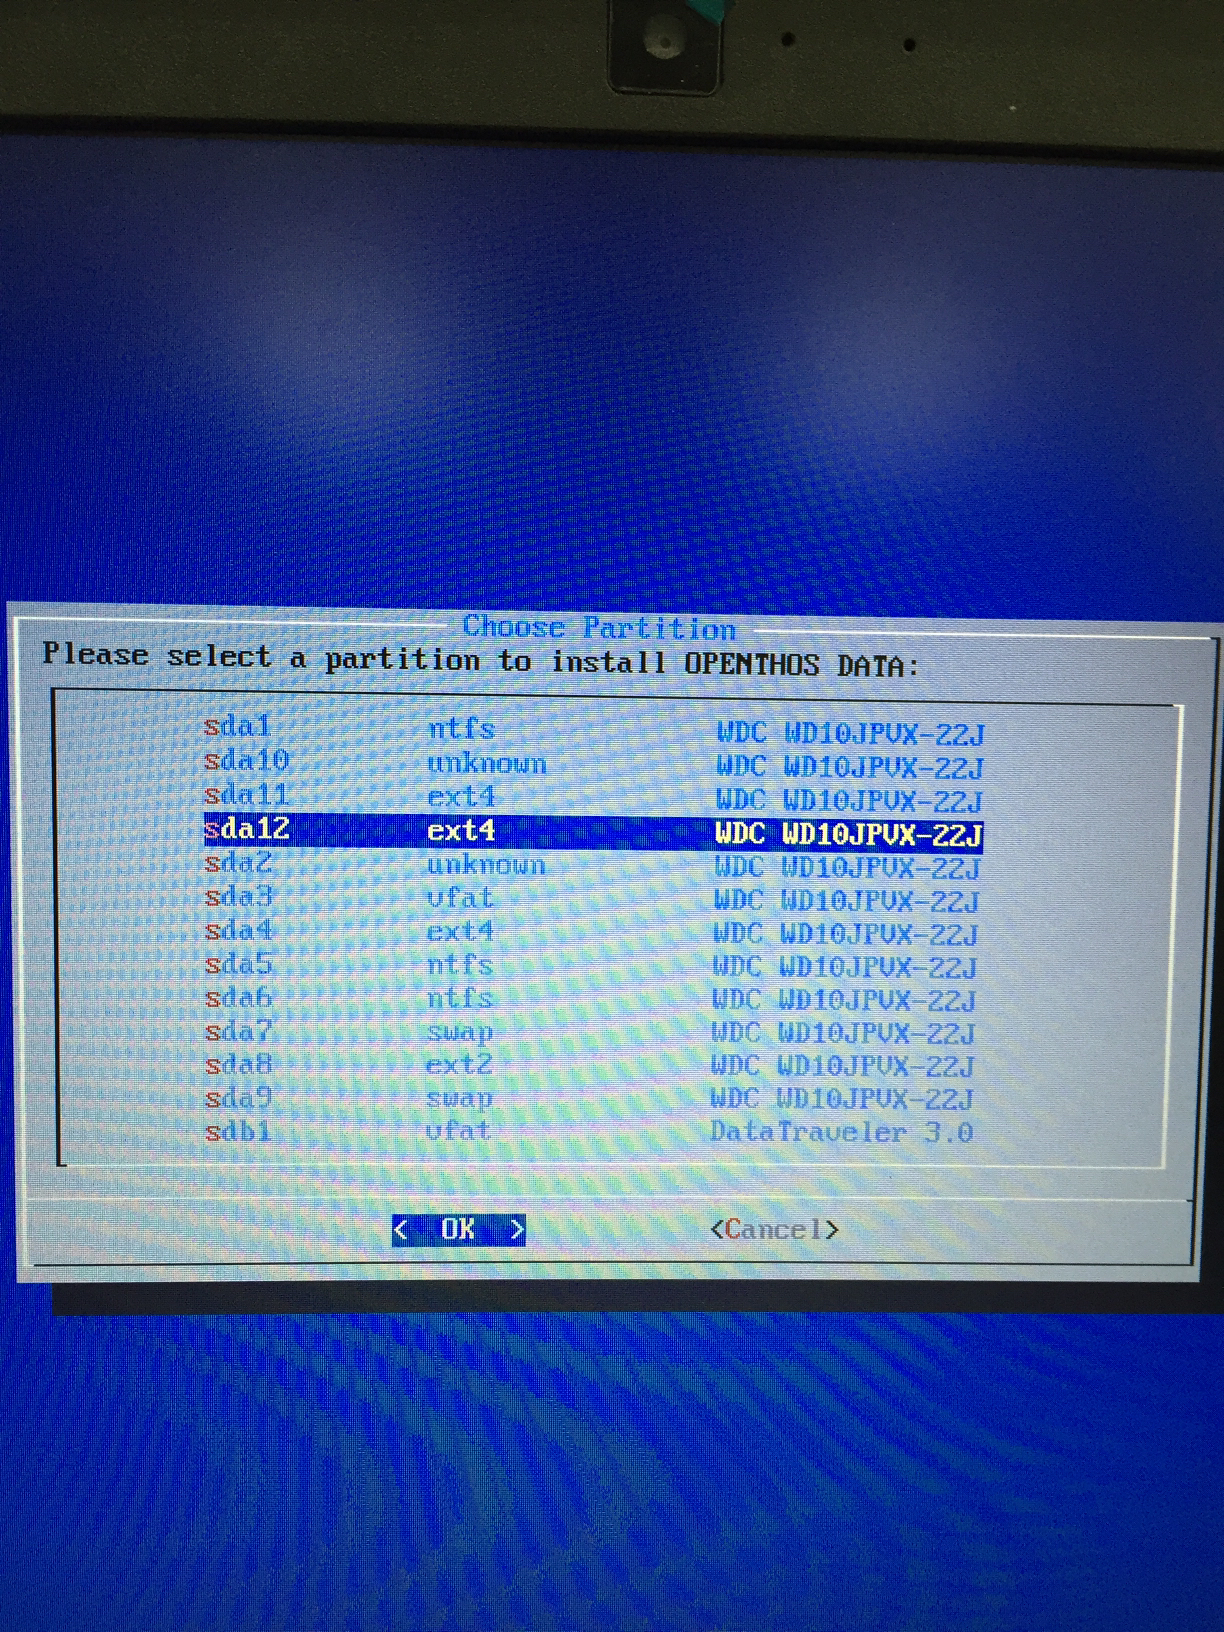 Choose Partition
Please select a partition to install OPENTHOS DATA:
sda1 ntfs WDC WD10JPVX-22J
sda10 unknown WDC WD10JPVX-22J
sda11 ext4 WDC WD10JPVX-22J
sda12 ext4 WDC WD10JPVX-22J
sda2 unknown WDC WD10JPVX-22J
sda3 vfat WDC WD10JPVX-22J
sda4 ext4 WDC WD10JPVX-22J
sda5 ntfs WDC WD10JPVX-22J
sda6 ntfs WDC WD10JPVX-22J
sda7 swap WDC WD10JPVX-22J
sda8 ext2 WDC WD10JPVX-22J
sda9 swap WDC WD10JPVX-22J
sdb1 vfat DataTraveler 3.0
< OK > <Cancel>